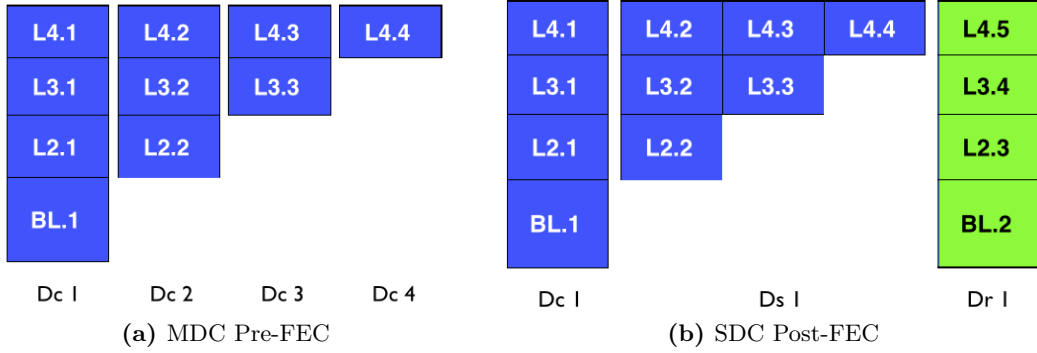 L4.1 L4.2 L4.3 L4.4
L3.1 L3.2 L3.3
L2.1 L2.2
BL.1
Dc 1 Dc 2 Dc 3 Dc 4
(a) MDC Pre-FEC
L4.1 L4.2 L4.3 L4.4 L4.5
L3.1 L3.2 L3.3 L3.4
L2.1 L2.2 L2.3
BL.1 BL.2
Dc 1 Ds 1 Dr 1
(b) SDC Post-FEC